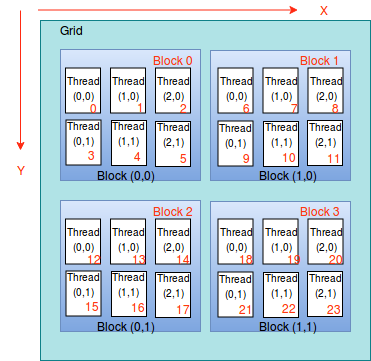 X
Grid
Block 0 Block 1
Thread Thread Thread Thread Thread Thread
(0,0) (1,0) (2,0) (0,0) (1,0) (2,0)
0 1 2 6 7 8
Thread Thread Thread Thread Thread Thread
(0,1) (1,1) (2,1) (0,1) (1,1) (2,1)
3 4 5 9 10 11
Y
Block (0,0) Block (1,0)
Block 2 Block 3
Thread Thread Thread Thread Thread Thread
(0,0) (1,0) (2,0) (0,0) (1,0) (2,0)
12 13 14 18 19 20
Thread Thread Thread Thread Thread Thread
(0,1) (1,1) (2,1) (0,1) (1,1) (2,1)
15 16 17 21 22 23
Block (0,1) Block (1,1)